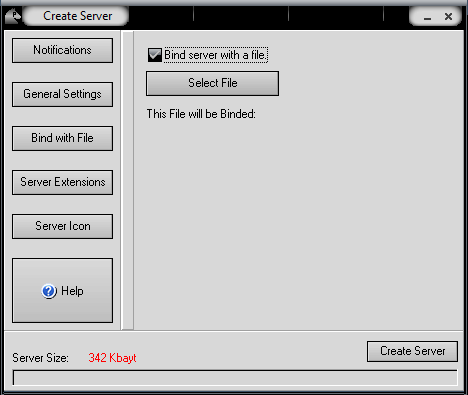 Create Server
Notifications
Bind server with a file.
General Settings
Select File
This File will be Binded:
Bind with File
Server Extensions
Server Icon
Help
Server Size: 342 Kbayt
Create Server